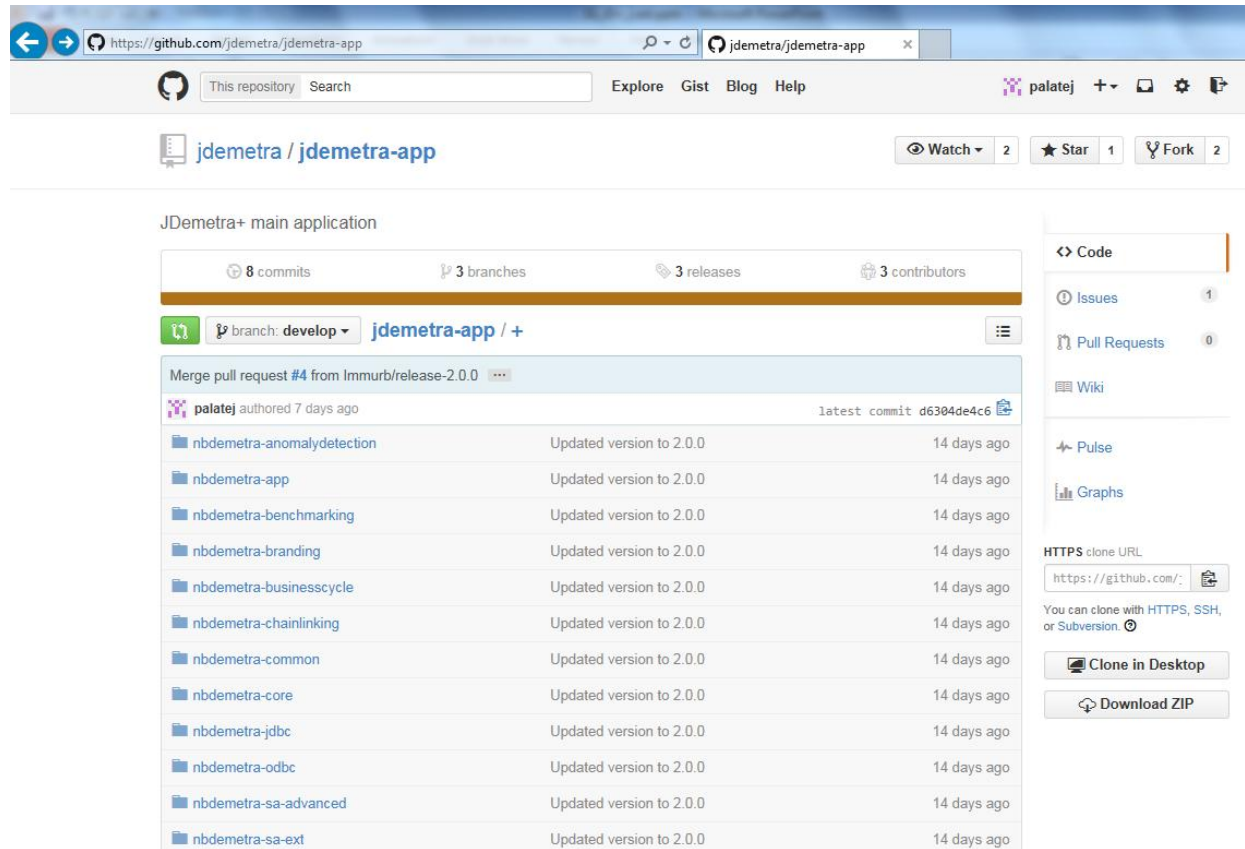 https://github.com/jdemetra/jdemetra-app
jdemetra/jdemetra-app
This repository Search Explore Gist Blog Help palatej
jdemetra / jdemetra-app Watch 2 Star 1 Fork 2
JDemetra+ main application
8 commits 3 branches 3 releases 3 contributors
branch: develop jdemetra-app / +
Merge pull request #4 from Immurb/release-2.0.0 ...
palatej authored 7 days ago latest commit d6304de4c6
nbdemetra-anomalydetection Updated version to 2.0.0 14 days ago
nbdemetra-app Updated version to 2.0.0 14 days ago
nbdemetra-benchmarking Updated version to 2.0.0 14 days ago
nbdemetra-branding Updated version to 2.0.0 14 days ago
nbdemetra-businesscycle Updated version to 2.0.0 14 days ago
nbdemetra-chainlinking Updated version to 2.0.0 14 days ago
nbdemetra-common Updated version to 2.0.0 14 days ago
nbdemetra-core Updated version to 2.0.0 14 days ago
nbdemetra-jdbc Updated version to 2.0.0 14 days ago
nbdemetra-odbc Updated version to 2.0.0 14 days ago
nbdemetra-sa-advanced Updated version to 2.0.0 14 days ago
nbdemetra-sa-ext Updated version to 2.0.0 14 days ago
Code
Issues 1
Pull Requests 0
Wiki
Pulse
Graphs
HTTPS clone URL
https://github.com/
You can clone with HTTPS, SSH,
or Subversion.
Clone in Desktop
Download ZIP